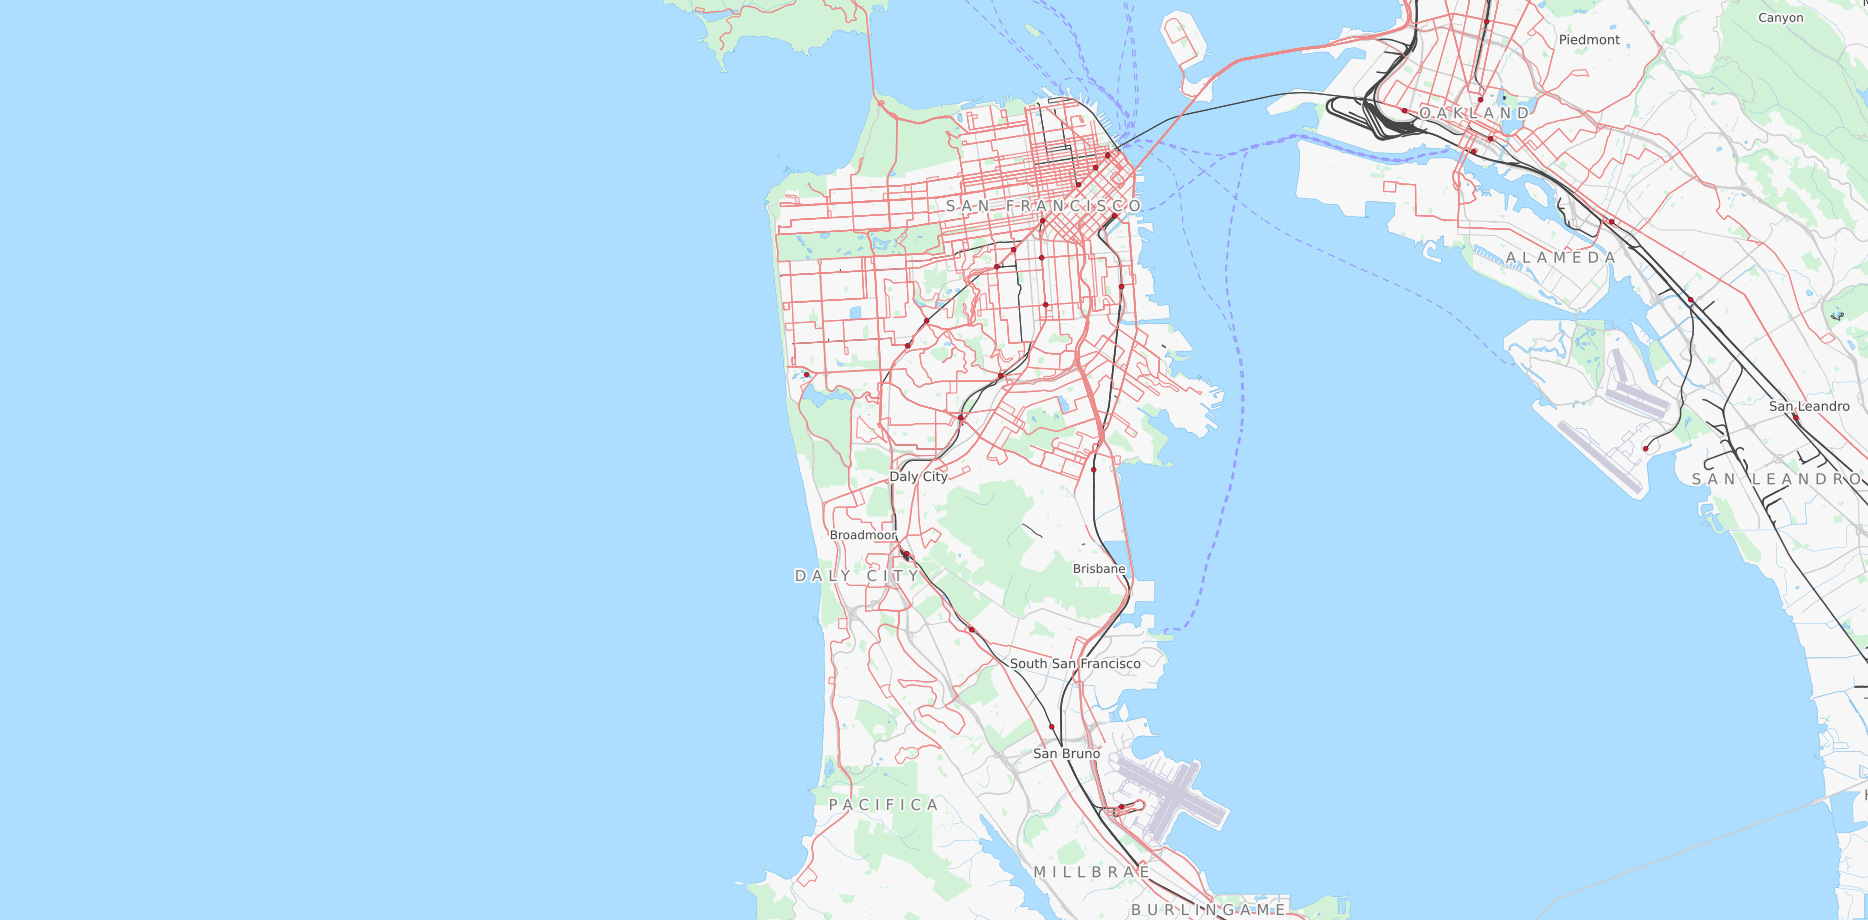 Canyon
Piedmont
OAKLAND
SAN FRANCISCO
ALAMEDA
San Leandro
Daly City
SAN LEANDRO
Broadmoor
Brisbane
DALY CITY
South San Francisco
San Bruno
PACIFICA
MILLBRAE
BURLINGAME